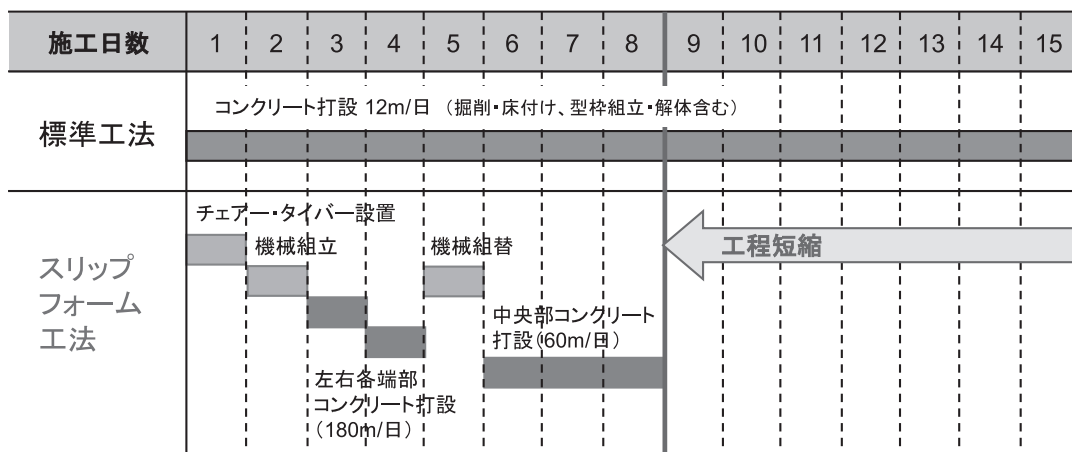 施工日数 1 2 3 4 5 6 7 8 9 10 11 12 13 14 15
標準工法
コンクリート打設 12m/日 (掘削・床付け、型枠組立・解体含む)
スリップ
フォーム
工法
チェアー・タイバー設置
機械組立
左右各端部
コンクリート打設
(180m/日)
機械組替
中央部コンクリート
打設(60m/日)
工程短縮